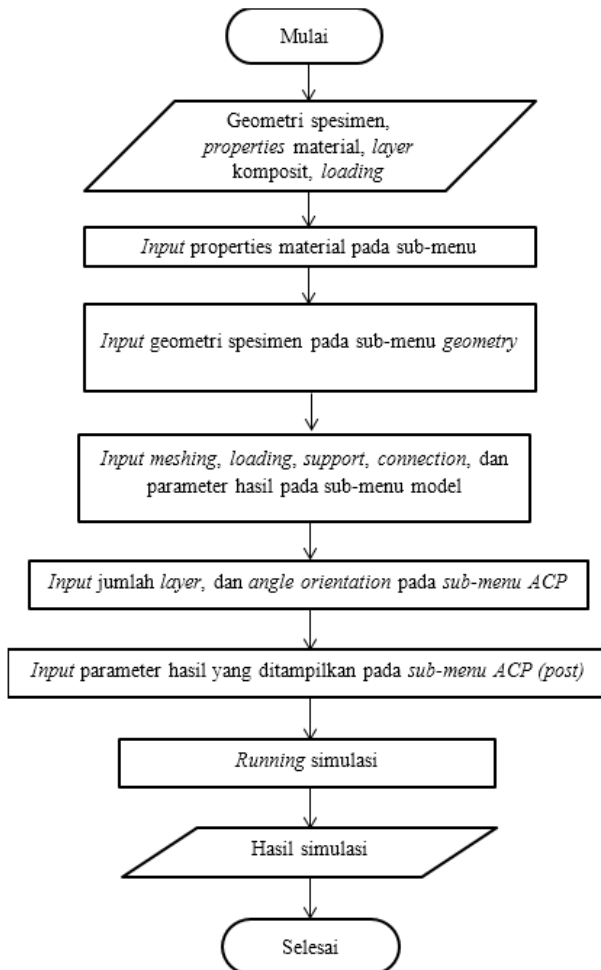 Mulai
Geometri spesimen,
properties material, layer
komposit, loading
Input properties material pada sub-menu
Input geometri spesimen pada sub-menu geometry
Input meshing, loading, support, connection, dan
parameter hasil pada sub-menu model
Input jumlah layer, dan angle orientation pada sub-menu ACP
Input parameter hasil yang ditampilkan pada sub-menu ACP (post)
Running simulasi
Hasil simulasi
Selesai